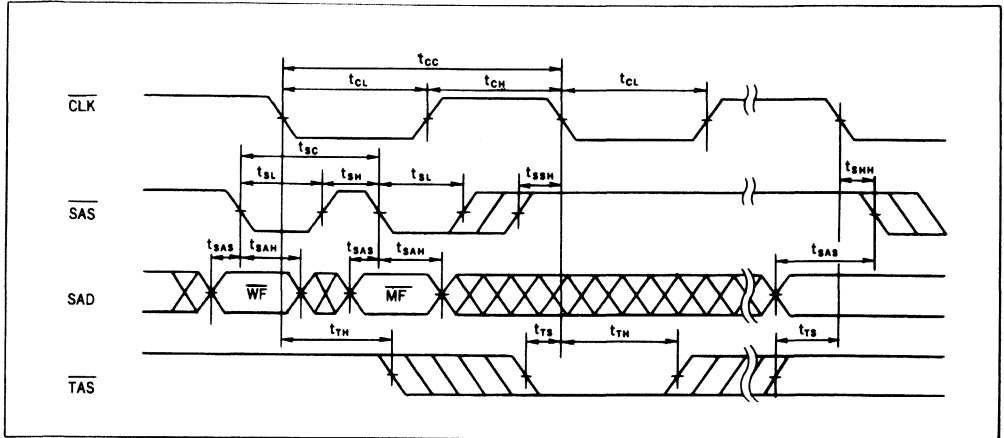 tCC
tCL tCH tCL
CLK
tSC
tSL tSH tSL tSSH tSHH
SAS
tSAS tSAH tSAS tSAH tSAS
SAD WF MF
tTH tTS tTH tTS
TAS